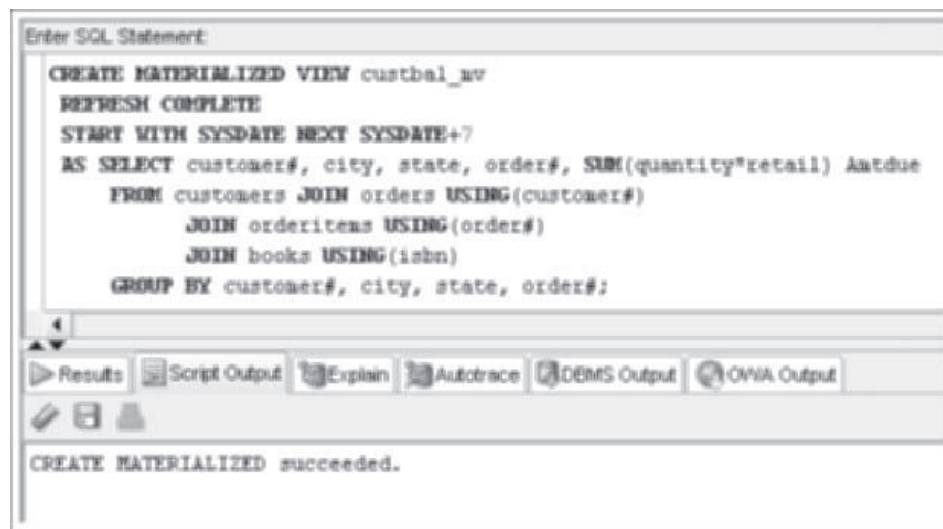 Enter SQL Statement:
CREATE MATERIALIZED VIEW custbal_mv
REFRESH COMPLETE
START WITH SYSDATE NEXT SYSDATE+7
AS SELECT customer#, city, state, order#, SUM(quantity*retail) Amtdue
FROM customers JOIN orders USING(customer#)
JOIN orderitems USING(order#)
JOIN books USING(isbn)
GROUP BY customer#, city, state, order#;
Results Script Output Explain Autotrace DBMS Output OWA Output
CREATE MATERIALIZED succeeded.